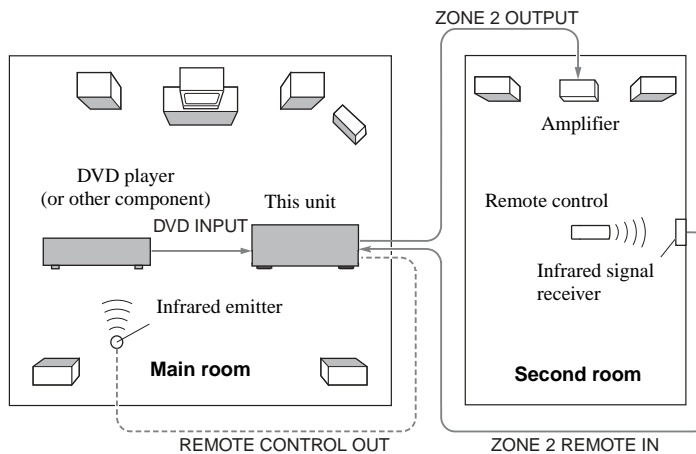 ZONE 2 OUTPUT
Amplifier
DVD player
(or other component)
This unit
DVD INPUT
Remote control
Infrared signal
receiver
Infrared emitter
Main room
Second room
REMOTE CONTROL OUT
ZONE 2 REMOTE IN